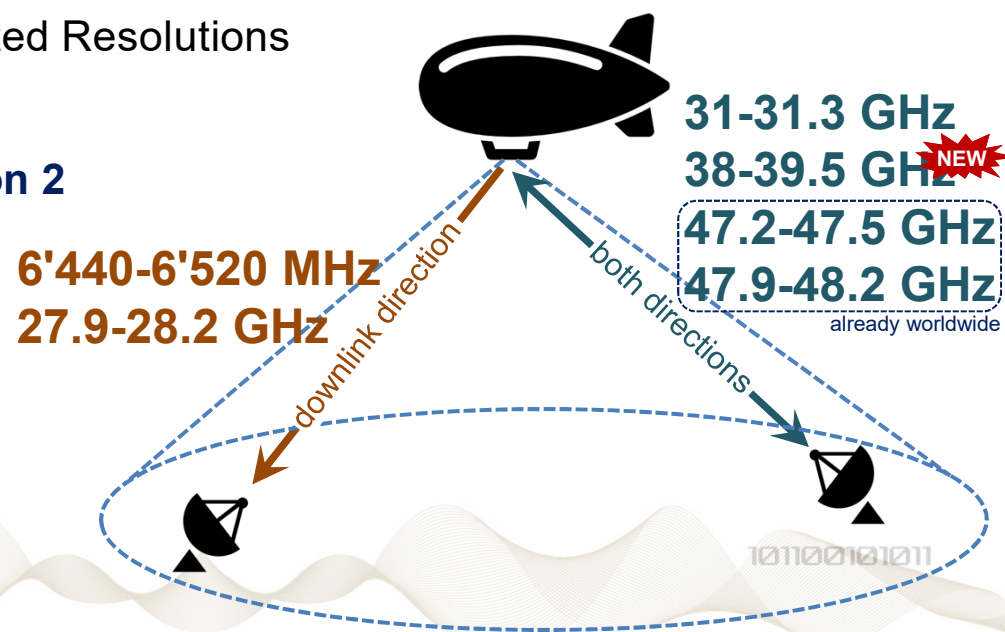 ted Resolutions
on 2
6'440-6'520 MHz
27.9-28.2 GHz
downlink direction
both directions
31-31.3 GHz
38-39.5 GHz
NEW
47.2-47.5 GHz
47.9-48.2 GHz
already worldwide
101100101011